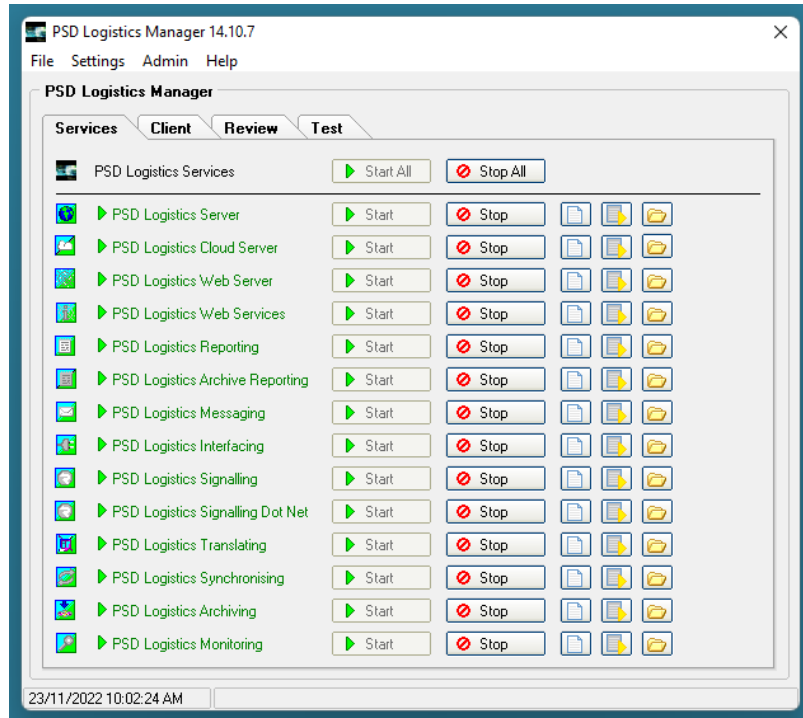 PSD Logistics Manager 14.10.7
File Settings Admin Help
PSD Logistics Manager
Services Client Review Test
PSD Logistics Services Start All Stop All
PSD Logistics Server Start Stop
PSD Logistics Cloud Server Start Stop
PSD Logistics Web Server Start Stop
PSD Logistics Web Services Start Stop
PSD Logistics Reporting Start Stop
PSD Logistics Archive Reporting Start Stop
PSD Logistics Messaging Start Stop
PSD Logistics Interfacing Start Stop
PSD Logistics Signalling Start Stop
PSD Logistics Signalling Dot Net Start Stop
PSD Logistics Translating Start Stop
PSD Logistics Synchronising Start Stop
PSD Logistics Archiving Start Stop
PSD Logistics Monitoring Start Stop
23/11/2022 10:02:24 AM